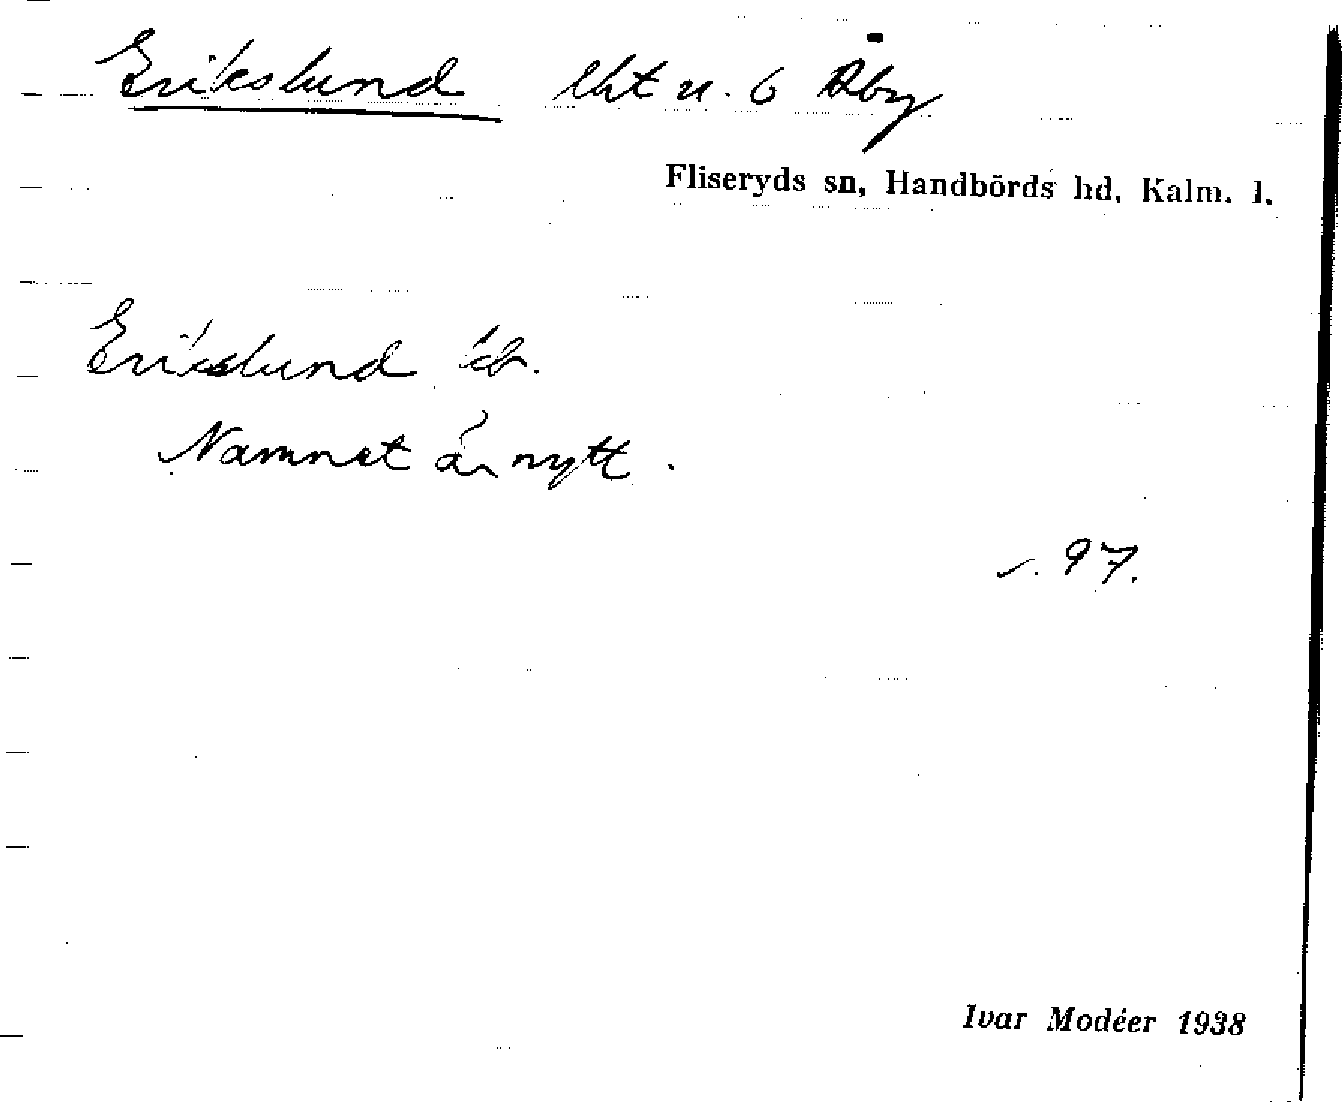 Erikslund lht u. 6 Åby
Fliseryds sn, Handbörds hd, Kalm. l.
Erikslund
Namnet är nytt.
s. 97.
Ivar Modéer 1938